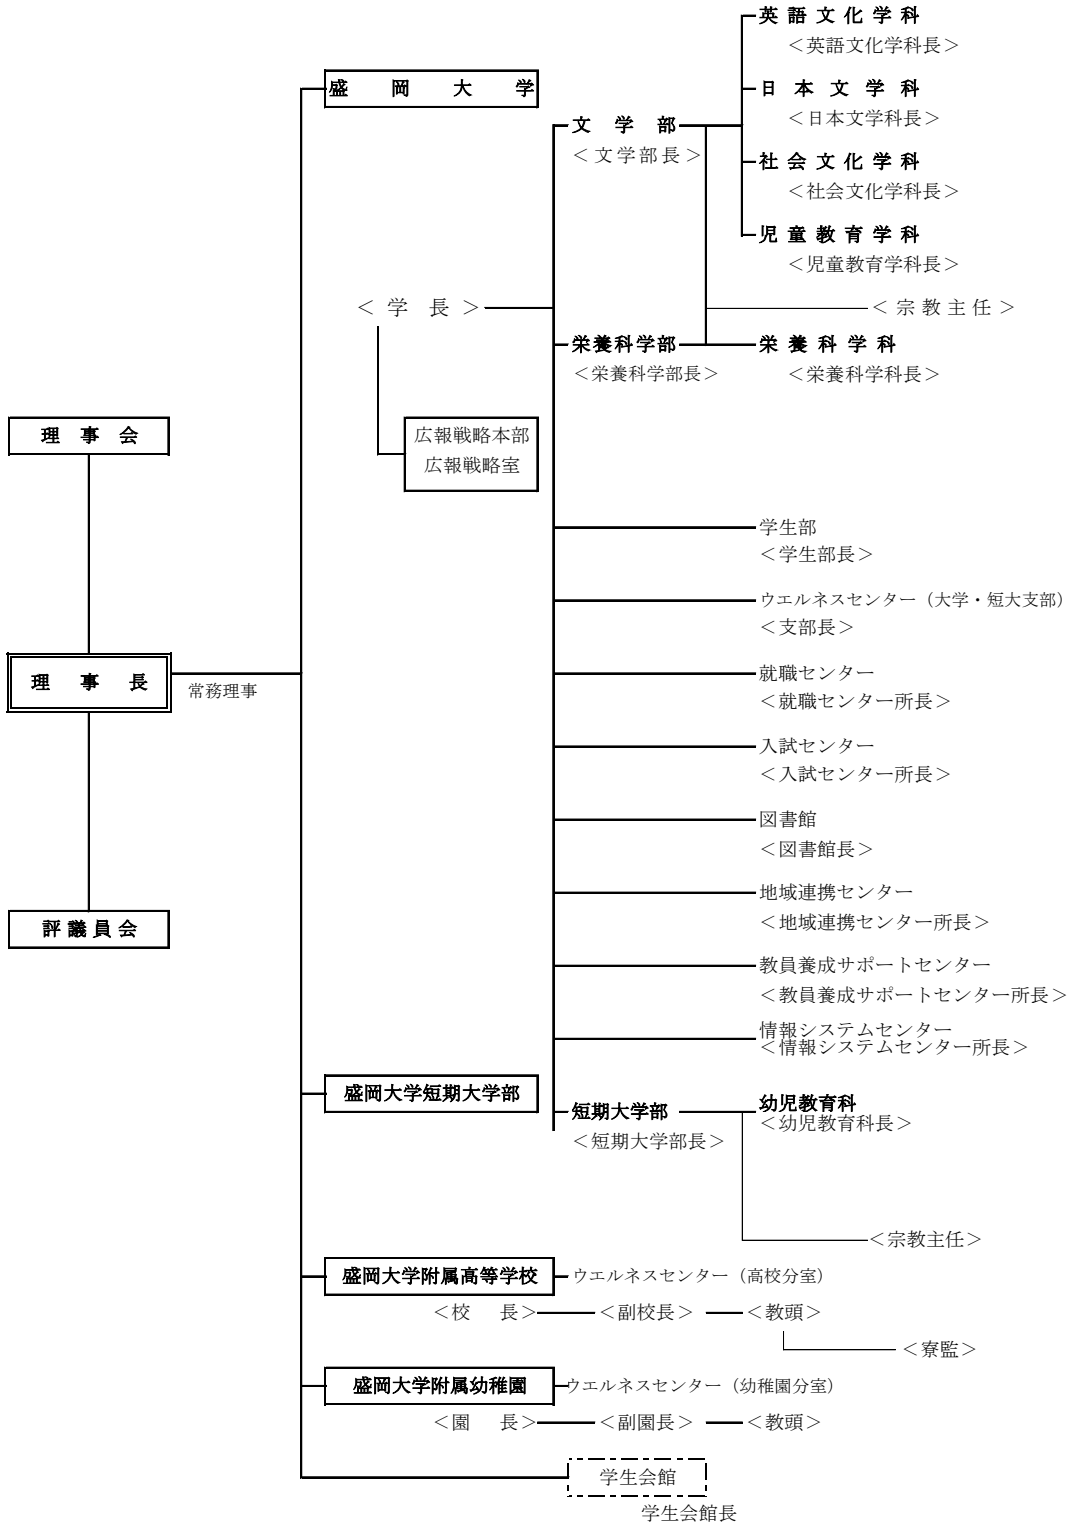 英語文化学科
＜英語文化学科長＞
盛岡大学
日本文学科
＜日本文学科長＞
文学部
＜文学部長＞
社会文化学科
＜社会文化学科長＞
児童教育学科
＜児童教育学科長＞
＜学長＞
＜宗教主任＞
栄養科学部
＜栄養科学部長＞
栄養科学科
＜栄養科学科長＞
理事会
広報戦略本部
広報戦略室
学生部
＜学生部長＞
ウエルネスセンター（大学・短大支部）
＜支部長＞
理事長
常務理事
就職センター
＜就職センター所長＞
入試センター
＜入試センター所長＞
図書館
＜図書館長＞
地域連携センター
＜地域連携センター所長＞
評議員会
教員養成サポートセンター
＜教員養成サポートセンター所長＞
情報システムセンター
＜情報システムセンター所長＞
盛岡大学短期大学部
短期大学部
＜短期大学部長＞
幼児教育科
＜幼児教育科長＞
＜宗教主任＞
盛岡大学附属高等学校
ウエルネスセンター（高校分室）
＜校　長＞
＜副校長＞
＜教頭＞
＜寮監＞
盛岡大学附属幼稚園
ウエルネスセンター（幼稚園分室）
＜園　長＞
＜副園長＞
＜教頭＞
学生会館
学生会館長